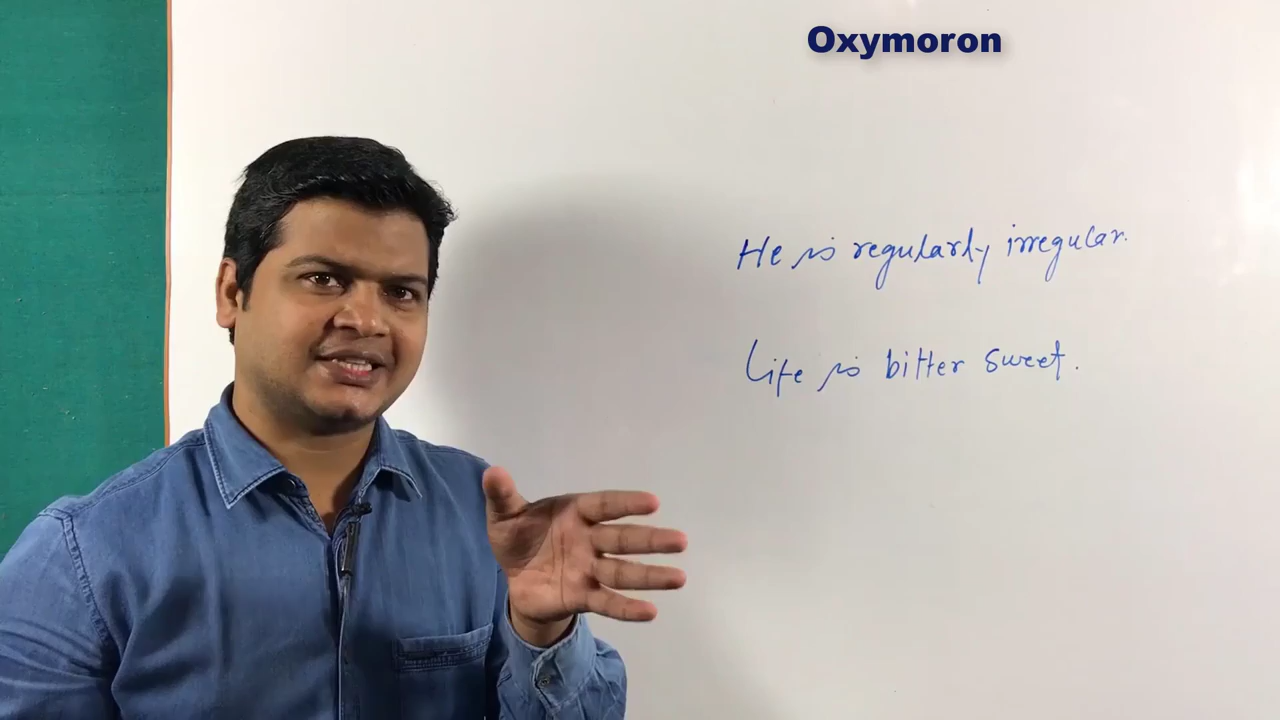 Oxymoron
He is regularly irregular.
Life is bitter sweet.